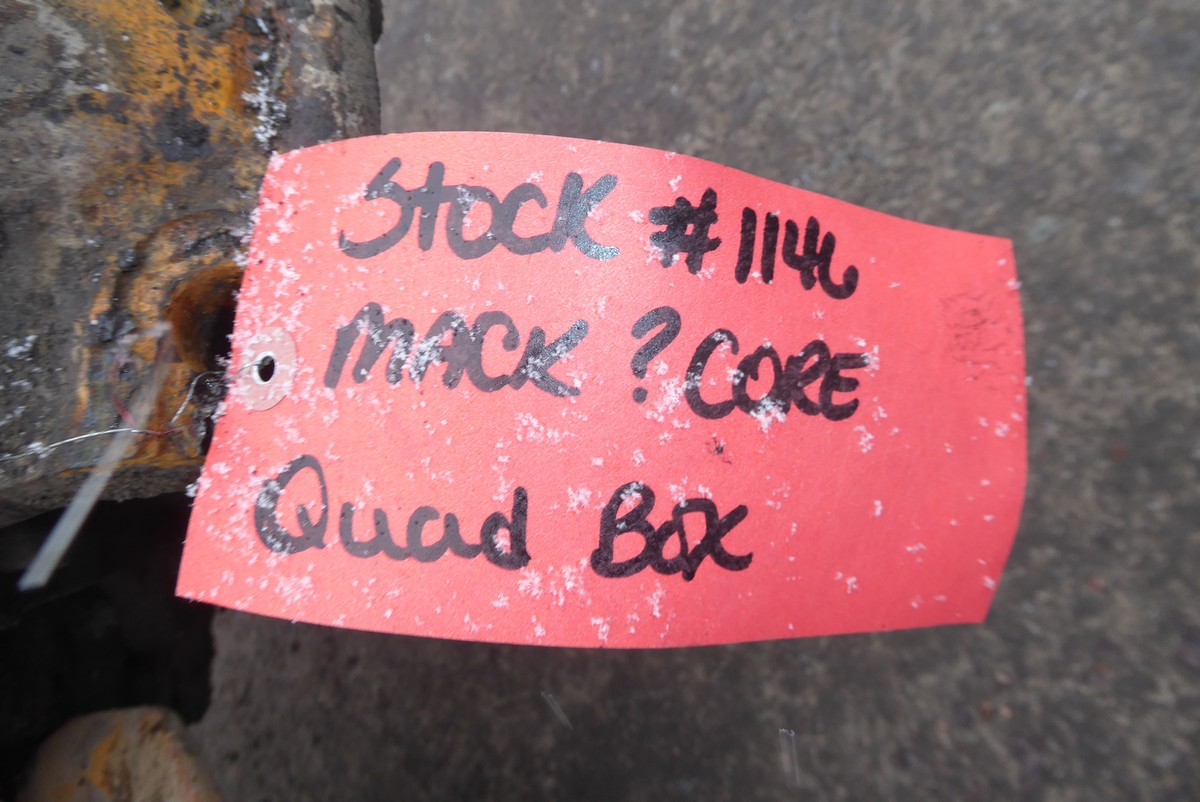 Stock #1146
MACK ? CORE
Quad Box